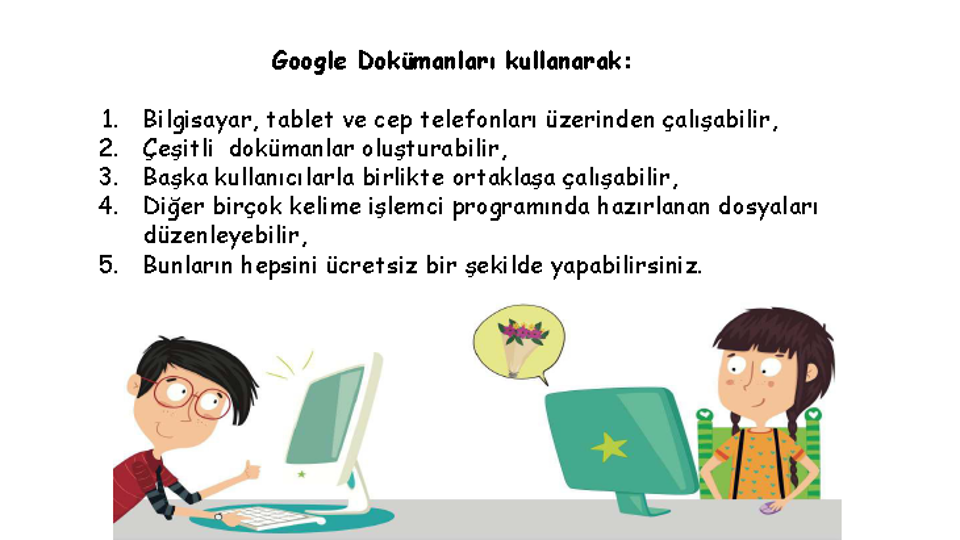 Google Dokümanları kullanarak:
1. Bilgisayar, tablet ve cep telefonları üzerinden çalışabilir,
2. Çeşitli dokümanlar oluşturabilir,
3. Başka kullanıcılarla birlikte ortaklaşa çalışabilir,
4. Diğer birçok kelime işlemci programında hazırlanan dosyaları
düzenleyebilir,
5. Bunların hepsini ücretsiz bir şekilde yapabilirsiniz.